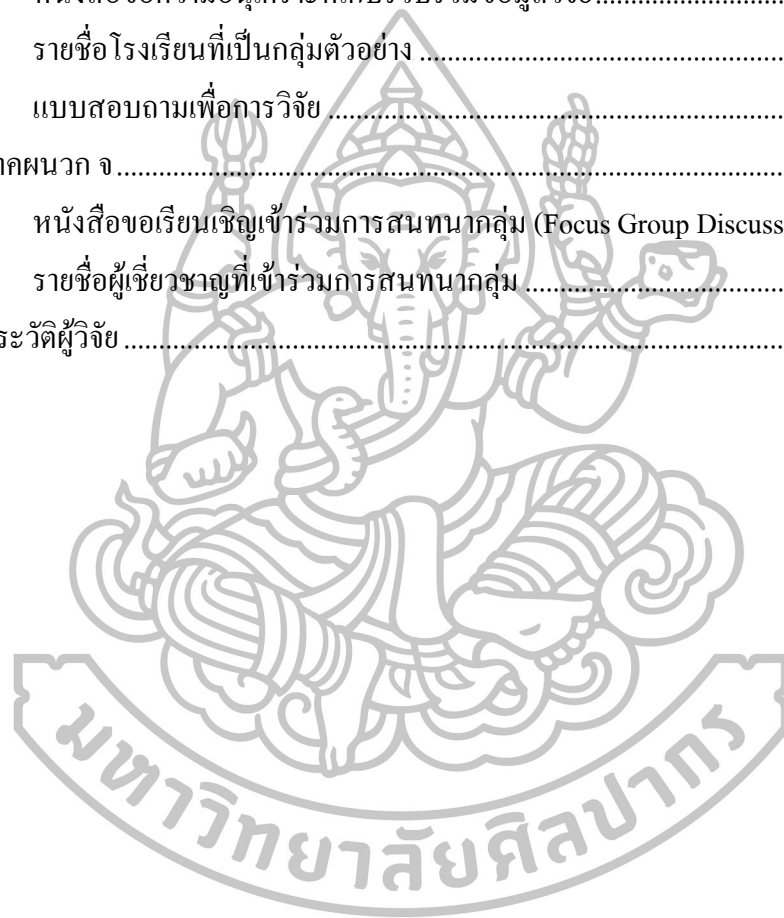 รายชื่อโรงเรียนที่เป็นกลุ่มตัวอย่าง ........................................
แบบสอบถามเพื่อการวิจัย ........................................
จ ........................................
หนังสือขอเรียนเชิญเข้าร่วมการสนทนากลุ่ม (Focus Group Discuss
รายชื่อผู้เชี่ยวชาญที่เข้าร่วมการสนทนากลุ่ม ........................................
ระวัติผู้วิจัย ........................................
มหาวิทยาลัยศิลปากร